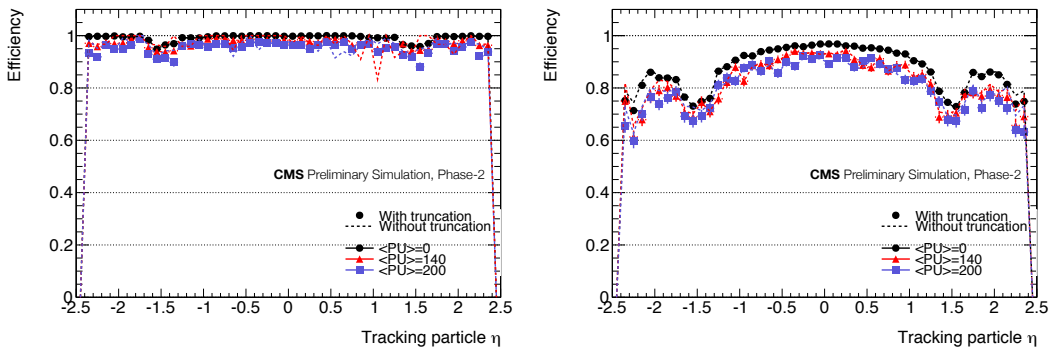 Efficiency
1
0.8
0.6
0.4
0.2
0
CMS Preliminary Simulation, Phase-2
With truncation
Without truncation
<PU>=0
<PU>=140
<PU>=200
-2.5 -2 -1.5 -1 -0.5 0 0.5 1 1.5 2 2.5
Tracking particle η
Efficiency
1
0.8
0.6
0.4
0.2
0
CMS Preliminary Simulation, Phase-2
With truncation
Without truncation
<PU>=0
<PU>=140
<PU>=200
-2.5 -2 -1.5 -1 -0.5 0 0.5 1 1.5 2 2.5
Tracking particle η